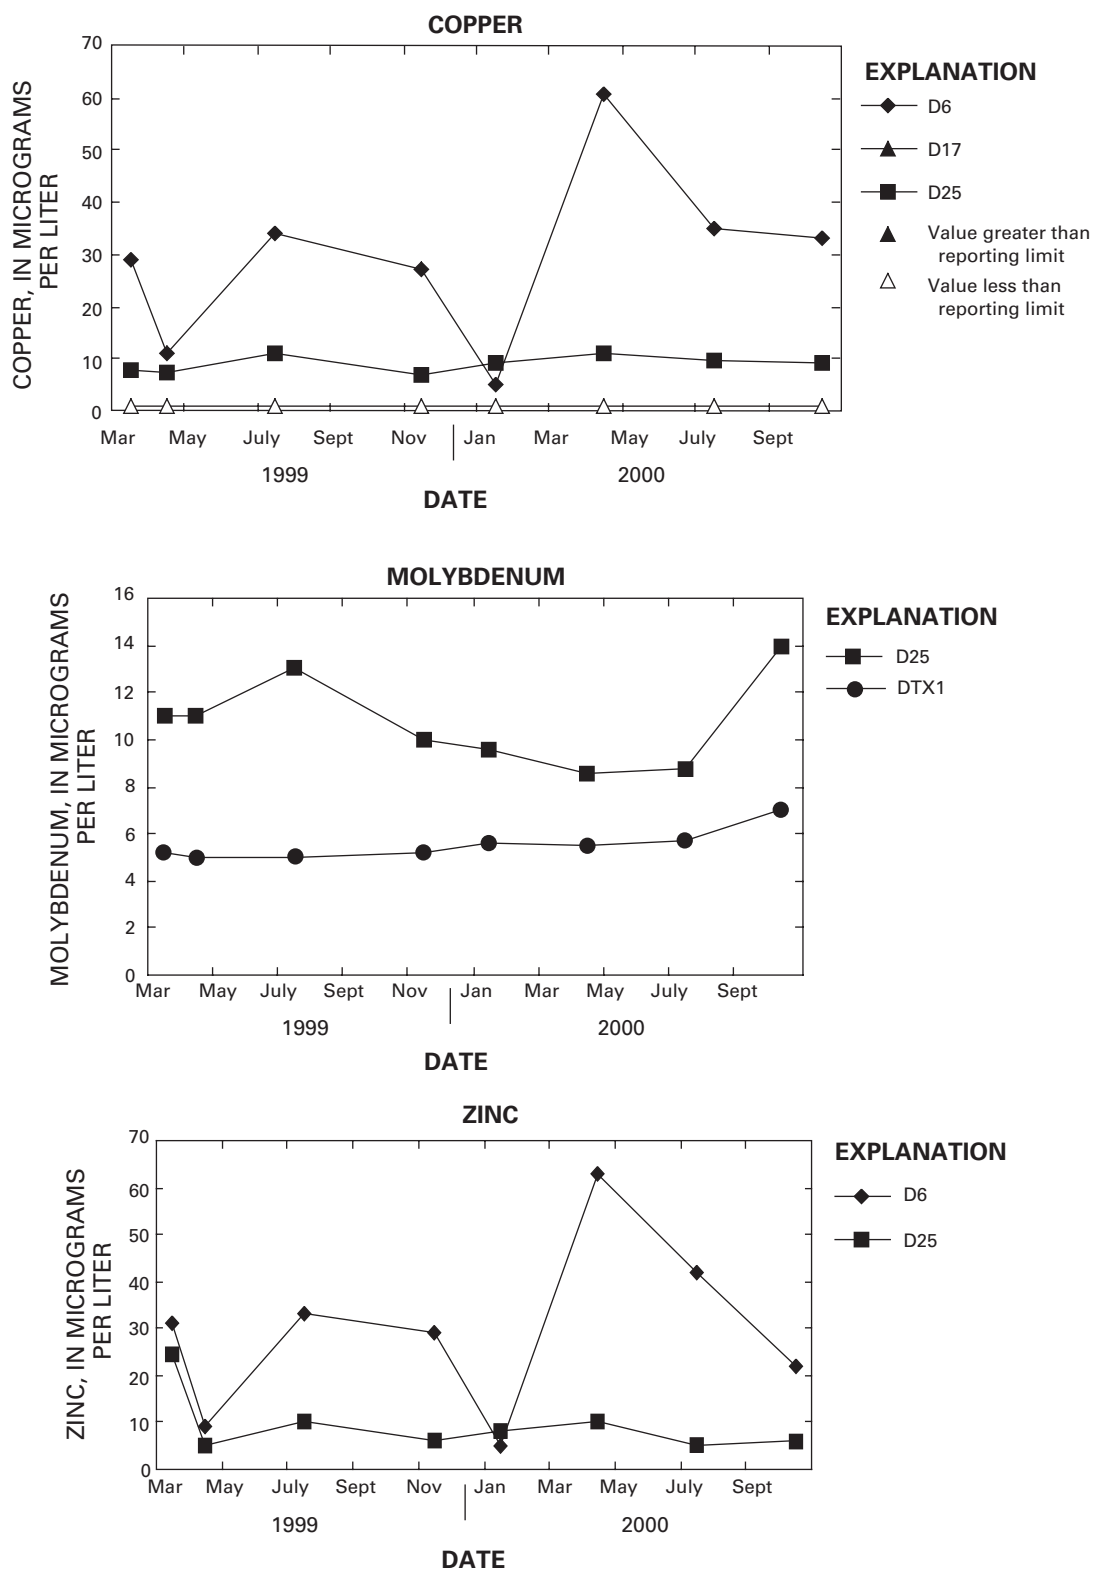 COPPER
70
60
50
40
30
20
10
0
COPPER, IN MICROGRAMS
PER LITER
Mar May July Sept Nov Jan Mar May July Sept
1999 2000
DATE
EXPLANATION
D6
D17
D25
Value greater than
reporting limit
Value less than
reporting limit
MOLYBDENUM
16
14
12
10
8
6
4
2
0
MOLYBDENUM, IN MICROGRAMS
PER LITER
Mar May July Sept Nov Jan Mar May July Sept
1999 2000
DATE
EXPLANATION
D25
DTX1
ZINC
70
60
50
40
30
20
10
0
ZINC, IN MICROGRAMS
PER LITER
Mar May July Sept Nov Jan Mar May July Sept
1999 2000
DATE
EXPLANATION
D6
D25